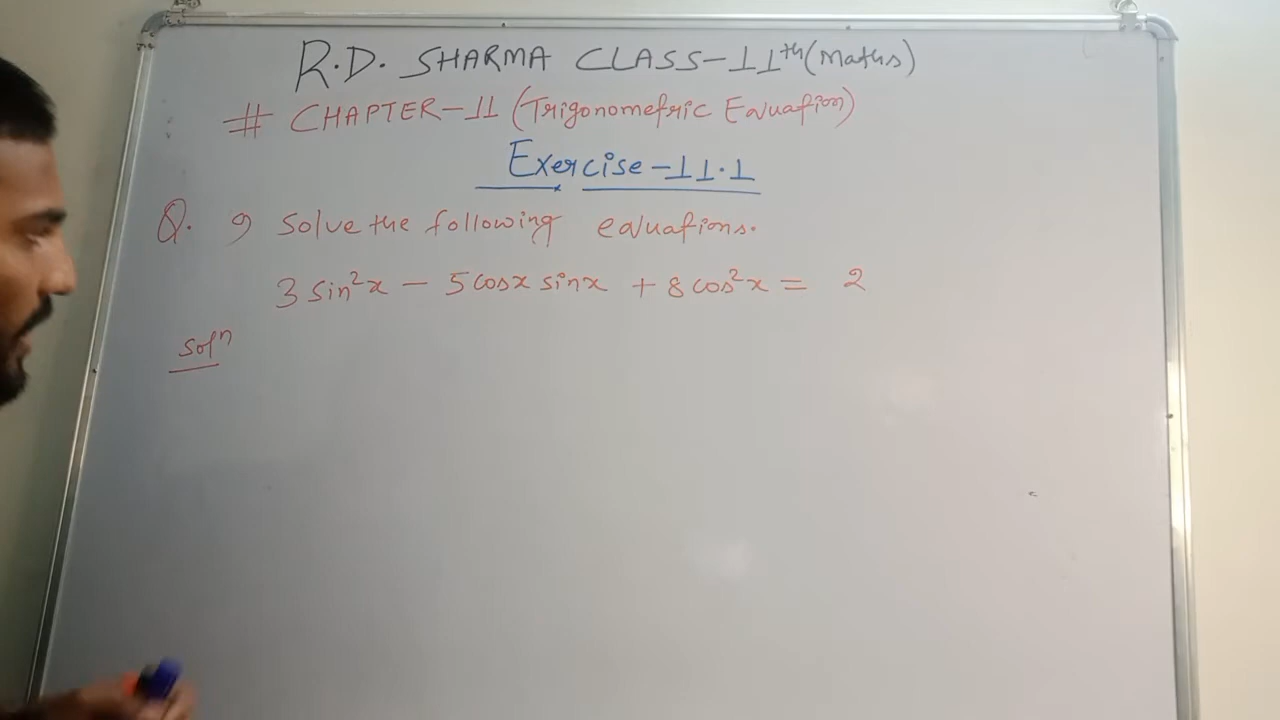 R.D. SHARMA CLASS-11th (Maths)
# CHAPTER-11 (Trigonometric Equation)
Exercise-11.1
Q. 9 Solve the following equations.
3 sin²x - 5 cosx sinx + 8 cos²x = 2
Solⁿ